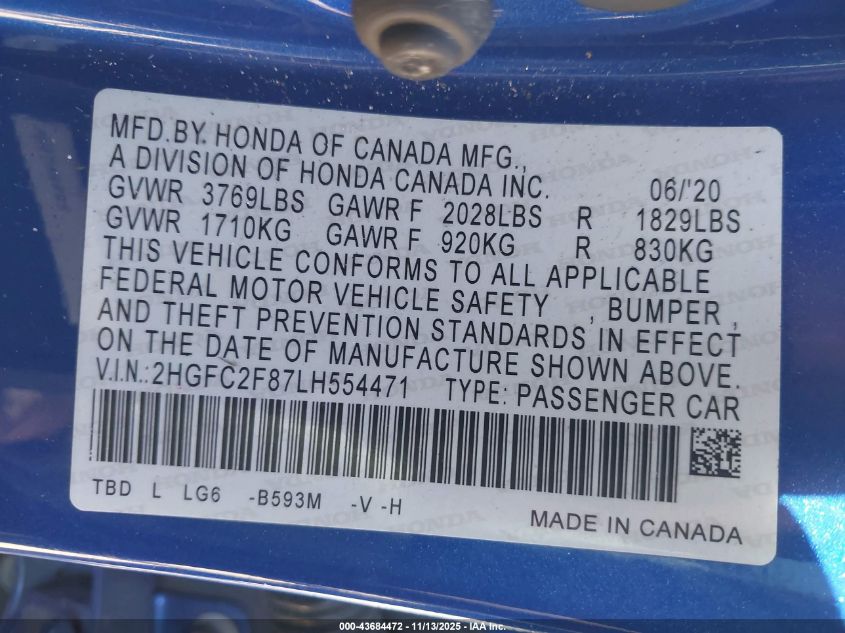 MFD.BY. HONDA OF CANADA MFG.,
A DIVISION OF HONDA CANADA INC. 06/'20
GVWR 3769LBS GAWR F 2028LBS R 1829LBS
GVWR 1710KG GAWR F 920KG R 830KG
THIS VEHICLE CONFORMS TO ALL APPLICABLE
FEDERAL MOTOR VEHICLE SAFETY , BUMPER ,
AND THEFT PREVENTION STANDARDS IN EFFECT
ON THE DATE OF MANUFACTURE SHOWN ABOVE.
V.I.N.:2HGFC2F87LH554471 TYPE: PASSENGER CAR
TBD L LG6 -B593M -V -H
MADE IN CANADA
000-43684472 - 11/13/2025 - IAA Inc.